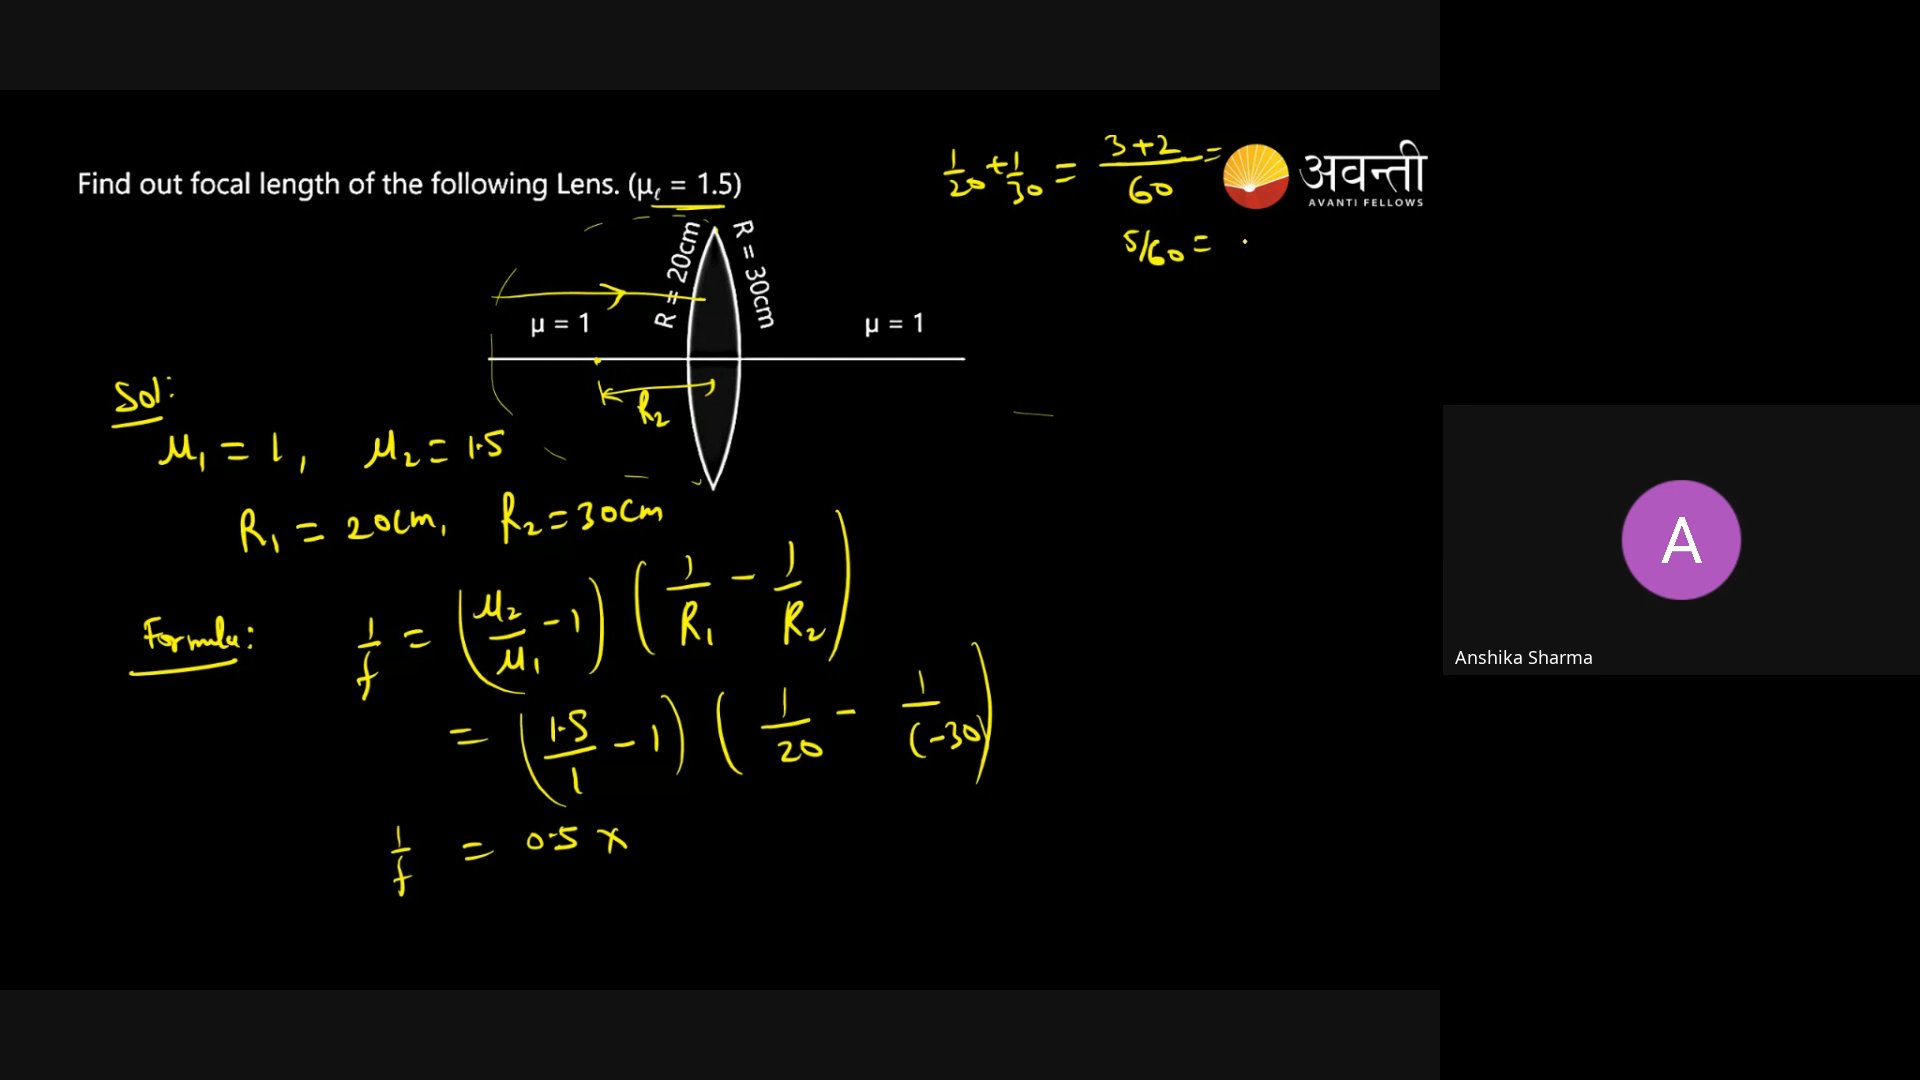 Find out focal length of the following Lens. (μℓ = 1.5)
1/20 + 1/30 = (3+2)/60 =
5/60 =
अवन्ती
AVANTI FELLOWS
R = 20cm
R = 30cm
μ = 1
μ = 1
R₂
Sol:
μ₁ = 1, μ₂ = 1.5
R₁ = 20cm, R₂ = 30cm
Formula: 1/f = (μ₂/μ₁ - 1) (1/R₁ - 1/R₂)
= (1.5/1 - 1) (1/20 - 1/(-30))
1/f = 0.5 x
A
Anshika Sharma